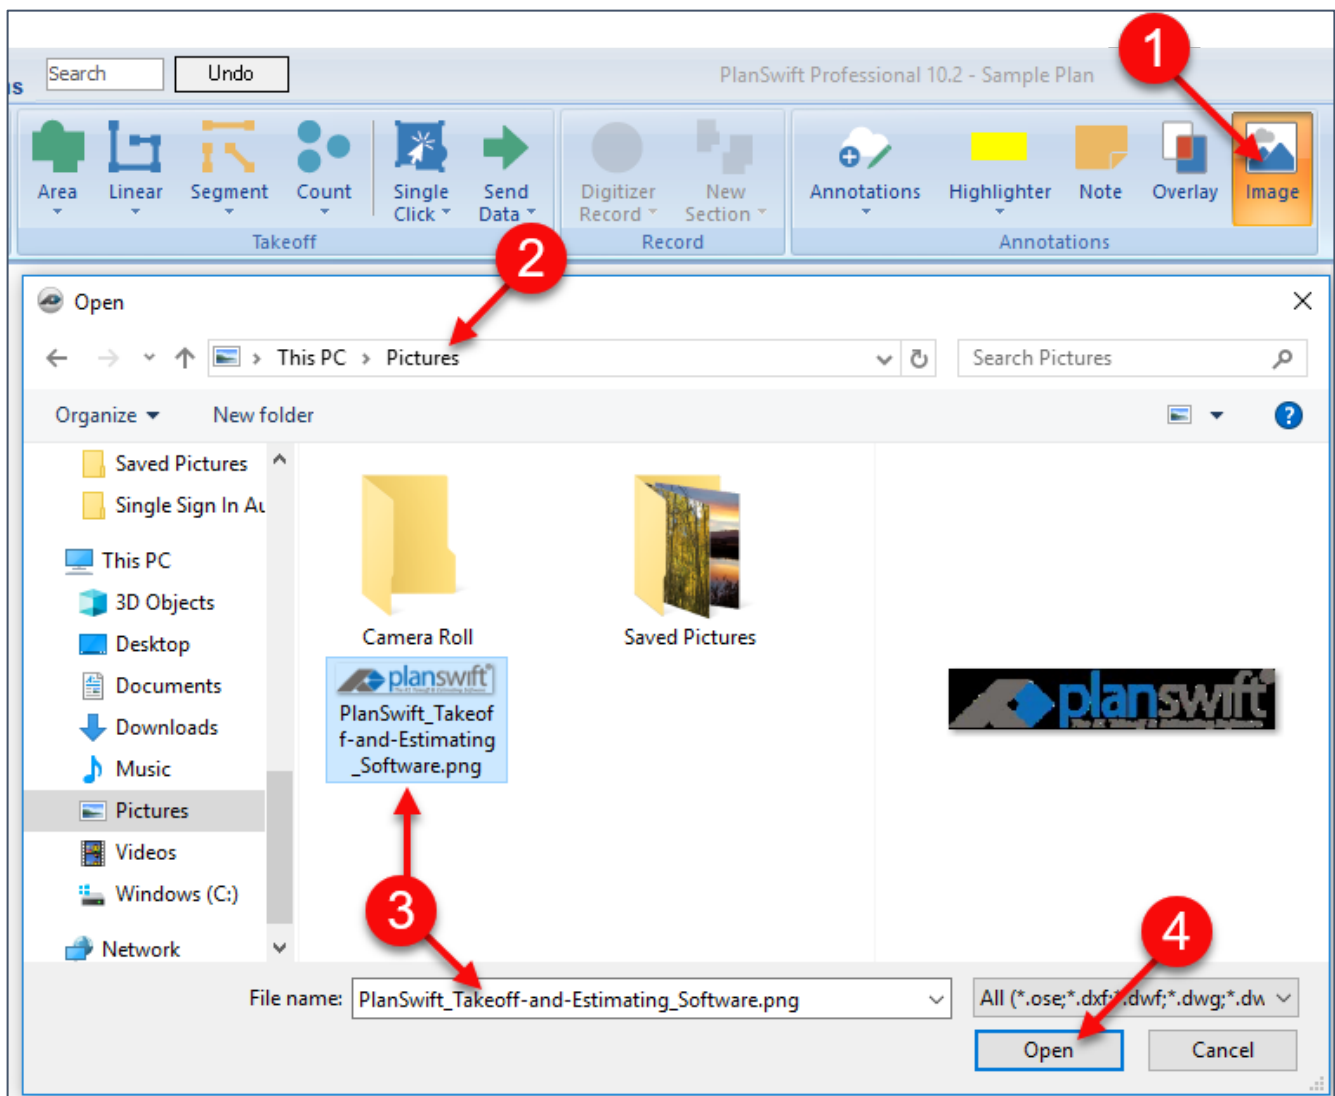 1
Search
Undo
PlanSwift Professional 10.2 - Sample Plan
ns
Area
Linear
Segment
Count
Single
Click
Send
Data
Digitizer
Record
New
Section
Annotations
Highlighter
Note
Overlay
Image
Takeoff
Record
Annotations
2
Open
This PC > Pictures
Search Pictures
Organize
New folder
?
Saved Pictures
Single Sign In Au
This PC
3D Objects
Desktop
Documents
Downloads
Music
Pictures
Videos
Windows (C:)
Network
Camera Roll
Saved Pictures
planswift
PlanSwift_Takeof
f-and-Estimating
_Software.png
planswift
3
4
File name:
PlanSwift_Takeoff-and-Estimating_Software.png
All (*.ose;*.dxf;*.dwf;*.dwg;*.dw
Open
Cancel